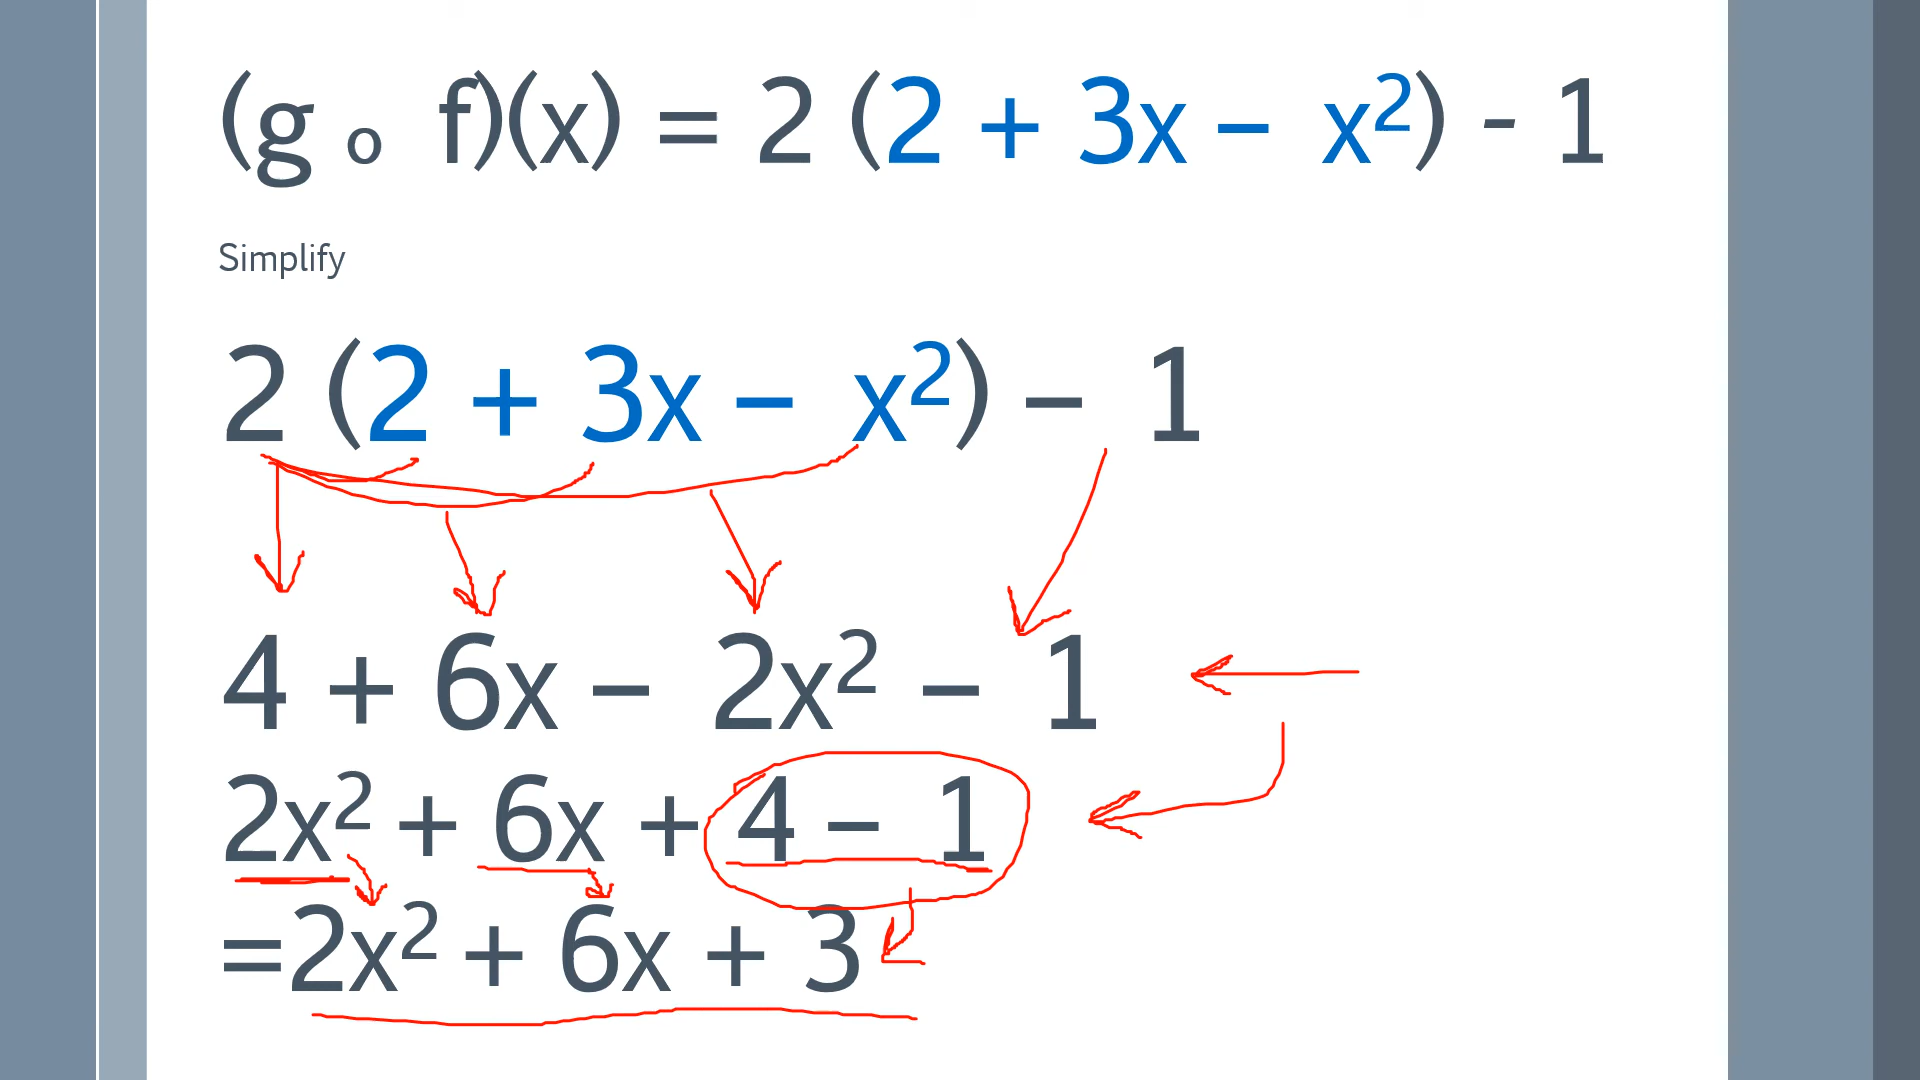 (g o f)(x) = 2 (2 + 3x – x²) - 1
Simplify
2 (2 + 3x – x²) – 1
4 + 6x – 2x² – 1
2x² + 6x + 4 – 1
=2x² + 6x + 3